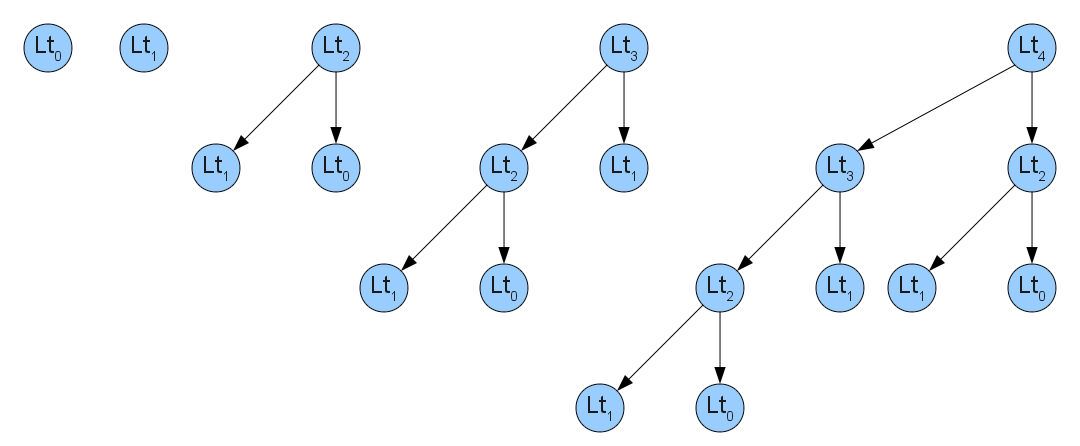 Lt₀ Lt₁ Lt₂ Lt₃ Lt₄
Lt₁ Lt₀ Lt₂ Lt₁ Lt₃ Lt₂
Lt₁ Lt₀ Lt₂ Lt₁ Lt₁ Lt₀
Lt₁ Lt₀